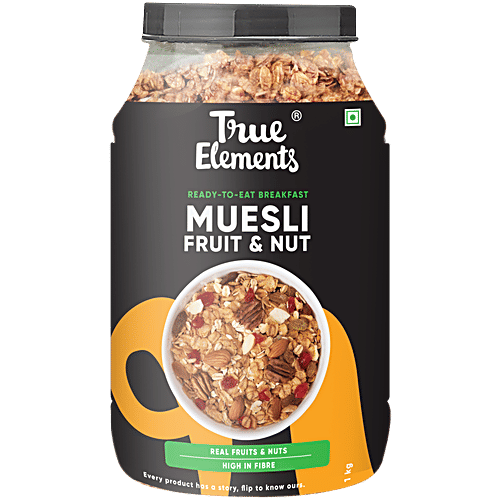 True ®
Elements
READY-TO-EAT BREAKFAST
MUESLI
FRUIT & NUT
REAL FRUITS & NUTS
HIGH IN FIBRE
Every product has a story, flip to know ours.
1 kg